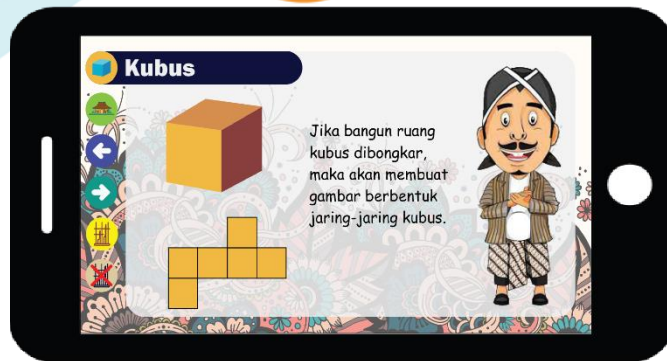 Kubus
Jika bangun ruang
kubus dibongkar,
maka akan membuat
gambar berbentuk
jaring-jaring kubus.